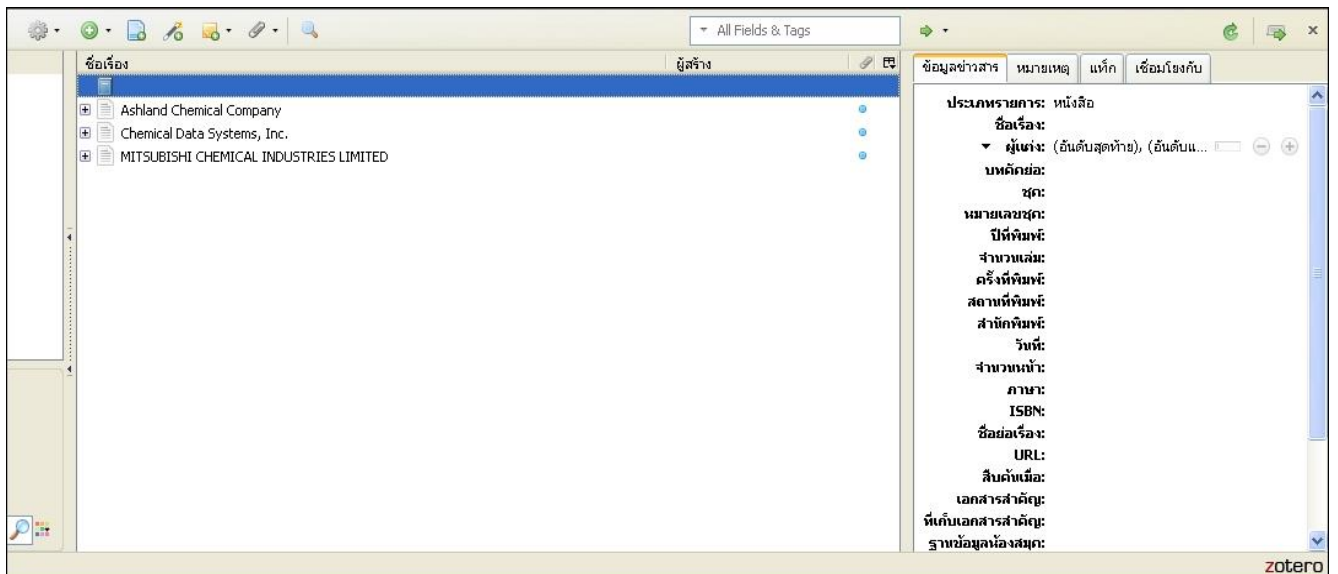 All Fields & Tags
ชื่อเรื่อง ผู้สร้าง
Ashland Chemical Company
Chemical Data Systems, Inc.
MITSUBISHI CHEMICAL INDUSTRIES LIMITED
ข้อมูลข่าวสาร หมายเหตุ แท็ก เชื่อมโยงกับ
ประเภทรายการ: หนังสือ
ชื่อเรื่อง:
ผู้แต่ง: (อันดับสุดท้าย), (อันดับแ...
บทคัดย่อ:
ชุด:
หมายเลขชุด:
ปีที่พิมพ์:
จำนวนเล่ม:
ครั้งที่พิมพ์:
สถานที่พิมพ์:
สำนักพิมพ์:
วันที่:
จำนวนหน้า:
ภาษา:
ISBN:
ชื่อย่อเรื่อง:
URL:
สืบค้นเมื่อ:
เอกสารสำคัญ:
ที่เก็บเอกสารสำคัญ:
ฐานข้อมูลห้องสมุด:
zotero